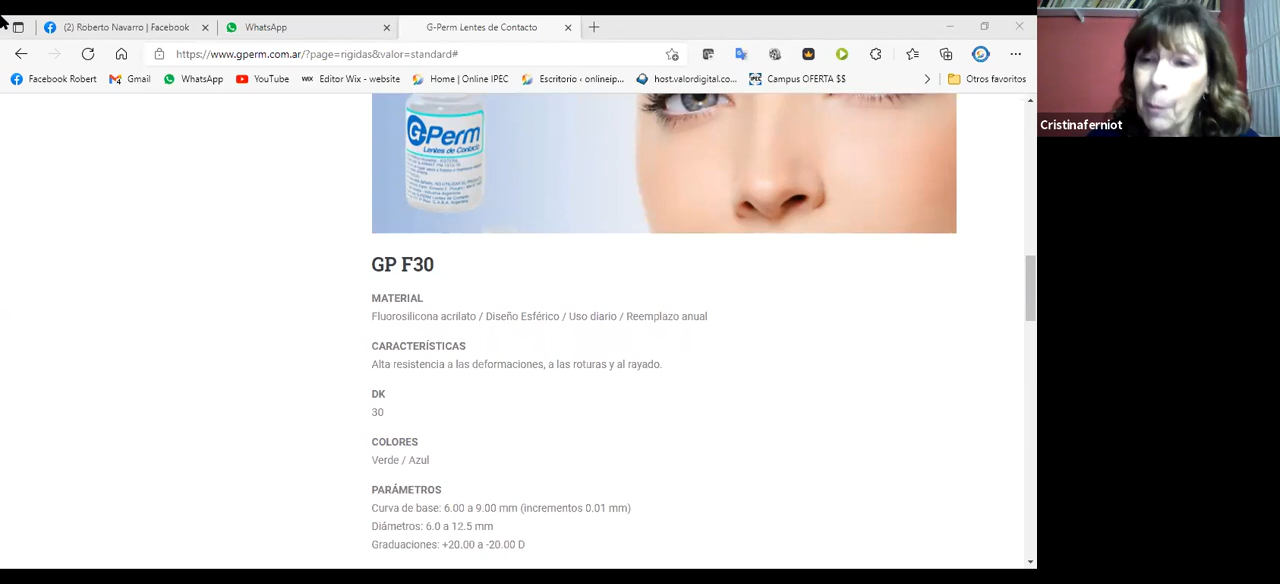 (2) Roberto Navarro | Facebook
WhatsApp
G-Perm Lentes de Contacto
https://www.gperm.com.ar/?page=rigidas&valor=standard#
Facebook Robert
Gmail
WhatsApp
YouTube
WIX Editor Wix - website
Home | Online IPEC
Escritorio | onlineip...
host.valordigital.co...
Campus OFERTA $$
Otros favoritos
Cristinaferniot
G-Perm
Lentes de Contacto
GP F30
MATERIAL
Fluorosilicona acrilato / Diseño Esférico / Uso diario / Reemplazo anual
CARACTERÍSTICAS
Alta resistencia a las deformaciones, a las roturas y al rayado.
DK
30
COLORES
Verde / Azul
PARÁMETROS
Curva de base: 6.00 a 9.00 mm (incrementos 0.01 mm)
Diámetros: 6.0 a 12.5 mm
Graduaciones: +20.00 a -20.00 D